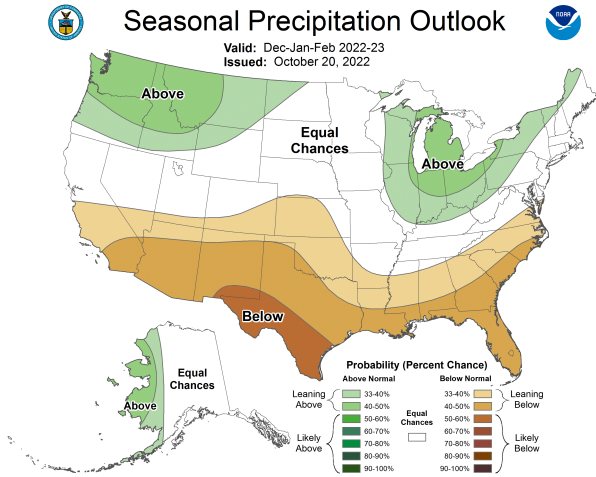 Seasonal Precipitation Outlook
NOAA
Valid: Dec-Jan-Feb 2022-23
Issued: October 20, 2022
Above
Equal
Chances
Above
Below
Equal
Chances
Above
Probability (Percent Chance)
Above Normal
Below Normal
Leaning
Above
33-40%
40-50%
50-60%
60-70%
70-80%
80-90%
90-100%
Likely
Above
Equal
Chances
33-40%
40-50%
50-60%
60-70%
70-80%
80-90%
90-100%
Leaning
Below
Likely
Below